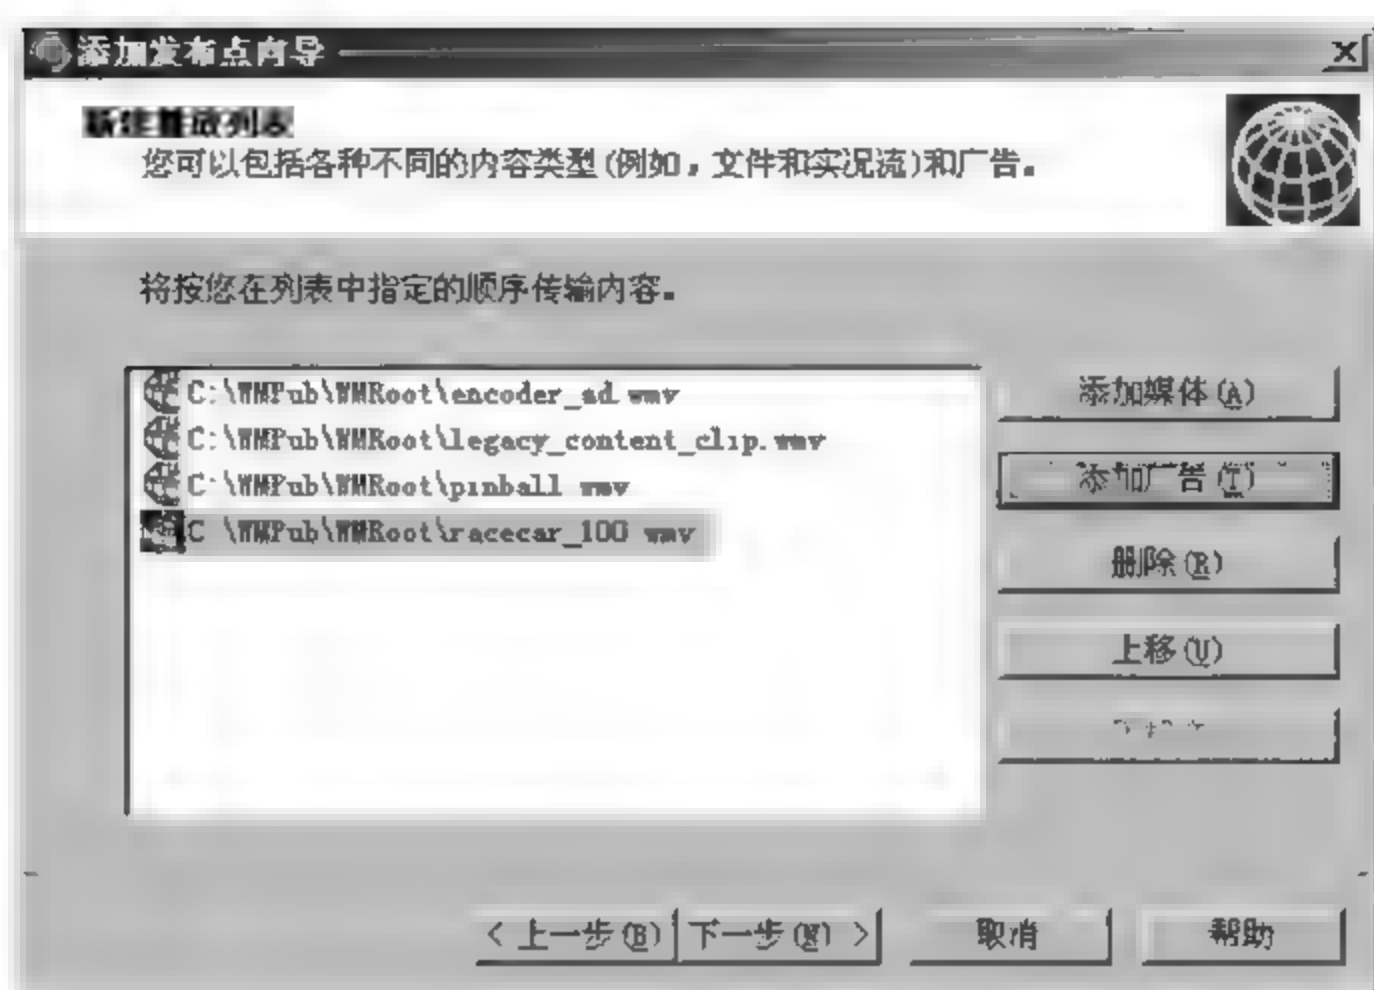 添加发布点向导
新建播放列表
您可以包括各种不同的内容类型(例如，文件和实况流)和广告。
将按您在列表中指定的顺序传输内容。
C:\WMPub\WMRoot\encoder_ad.wmv
C:\WMPub\WMRoot\legacy_content_clip.wmv
C:\WMPub\WMRoot\pinball.wmv
C:\WMPub\WMRoot\racecar_100.wmv
添加媒体(A)
添加广告(T)
删除(R)
上移(U)
< 上一步(B)
下一步(N) >
取消
帮助